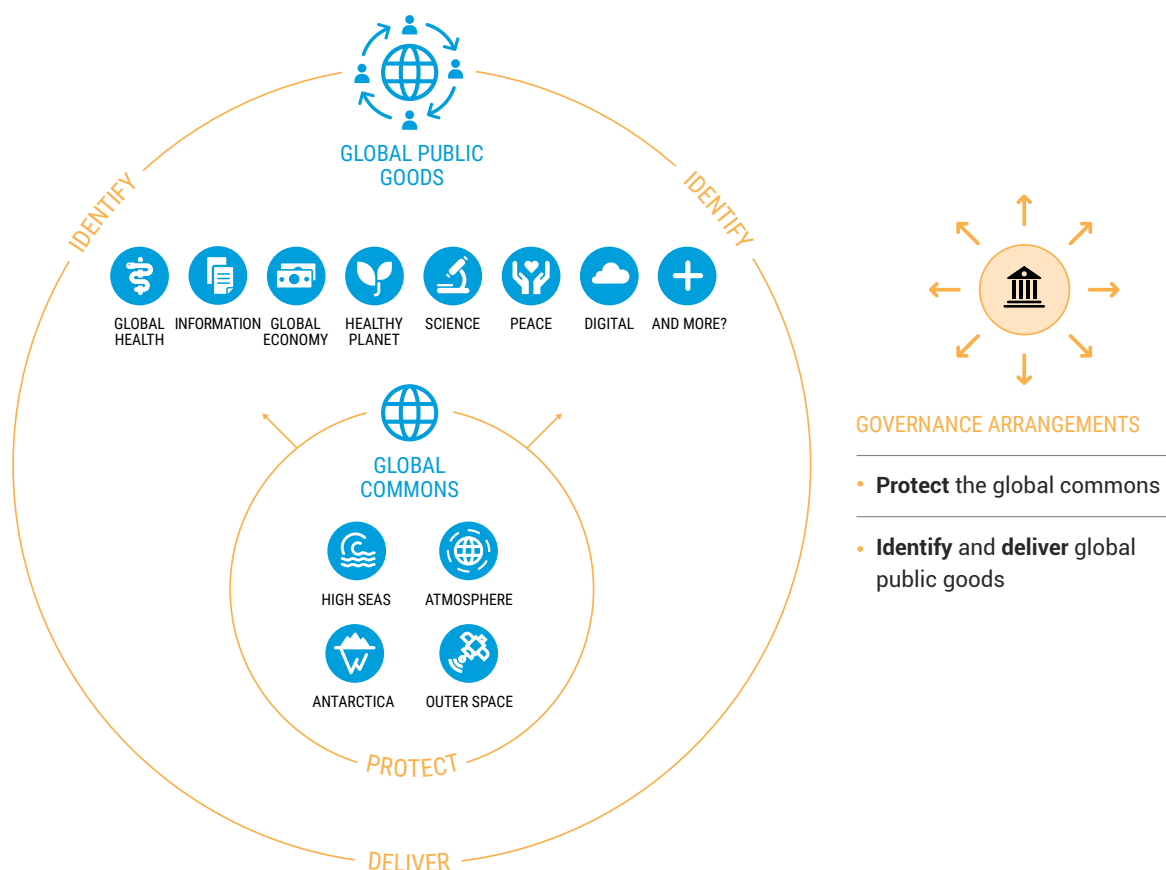 GLOBAL PUBLIC
GOODS
IDENTIFY
IDENTIFY
GLOBAL
HEALTH
INFORMATION
GLOBAL
ECONOMY
HEALTHY
PLANET
SCIENCE
PEACE
DIGITAL
AND MORE?
GLOBAL
COMMONS
HIGH SEAS
ATMOSPHERE
ANTARCTICA
OUTER SPACE
PROTECT
DELIVER
GOVERNANCE ARRANGEMENTS
• Protect the global commons
• Identify and deliver global
public goods